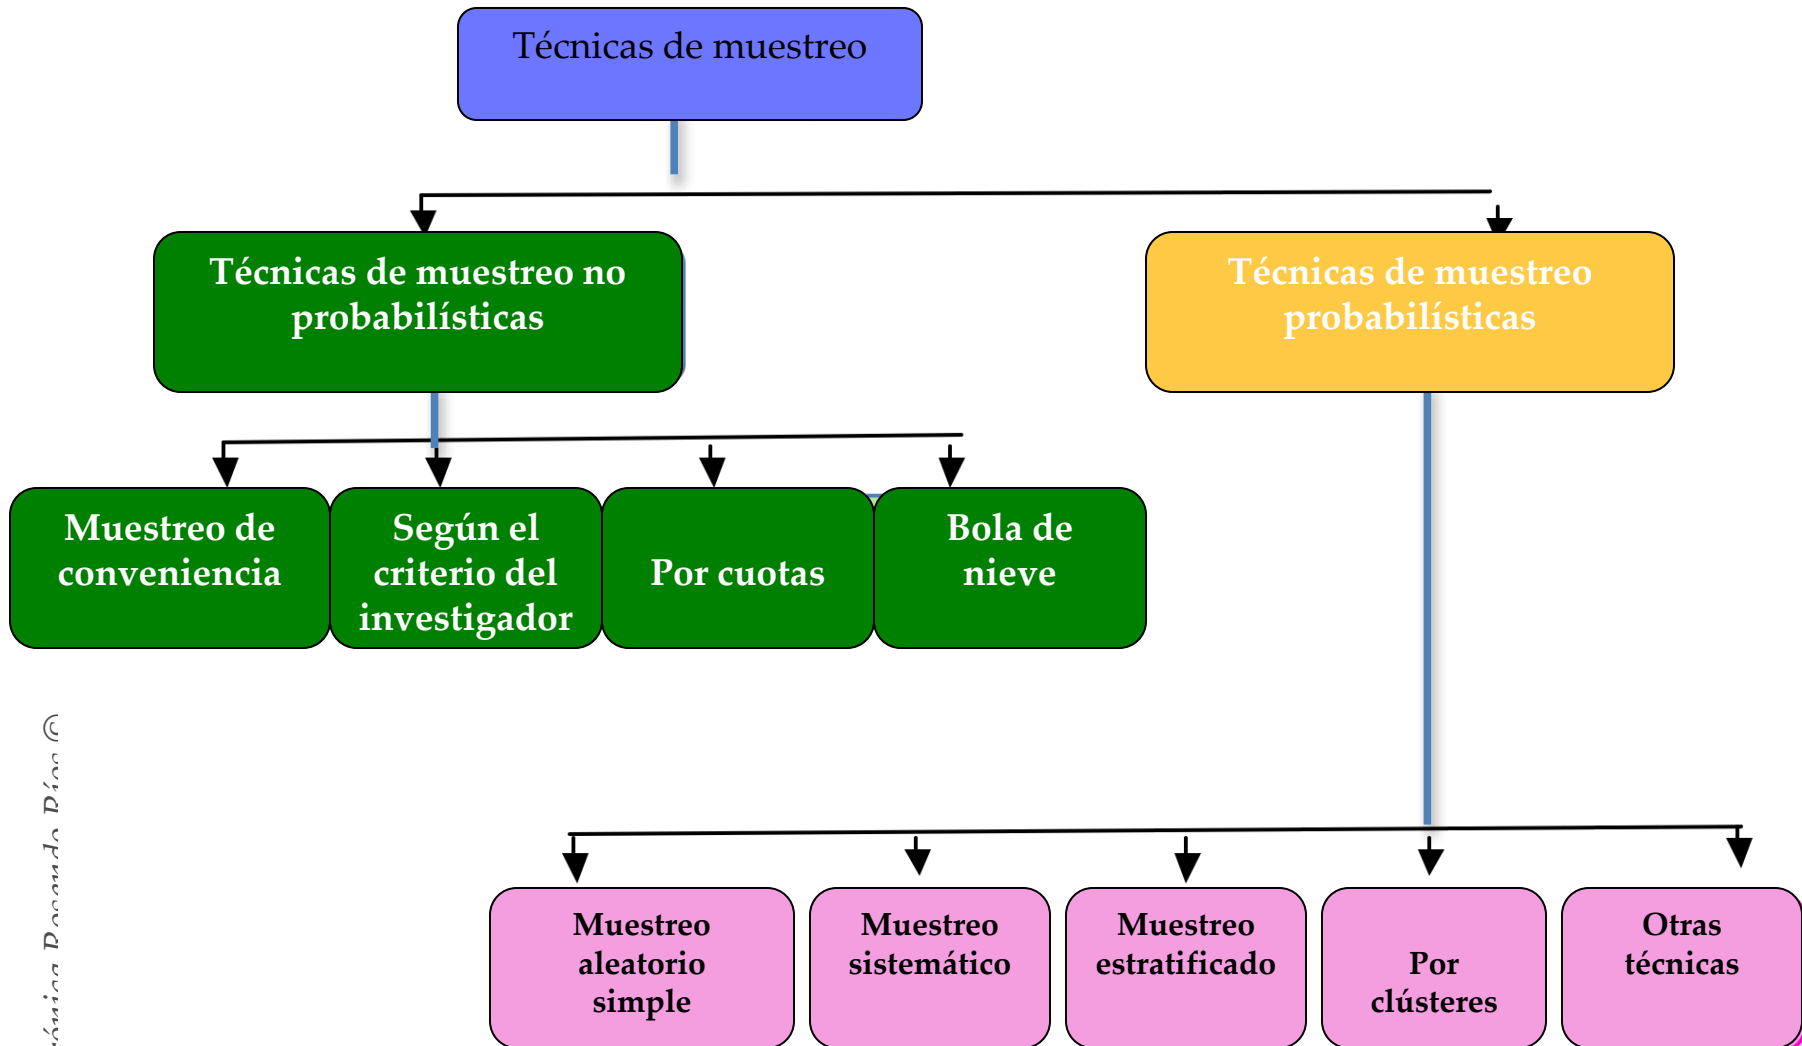 Técnicas de muestreo
Técnicas de muestreo no
probabilísticas
Técnicas de muestreo
probabilísticas
Muestreo de
conveniencia
Según el
criterio del
investigador
Por cuotas
Bola de
nieve
Muestreo
aleatorio
simple
Muestreo
sistemático
Muestreo
estratificado
Por
clústeres
Otras
técnicas